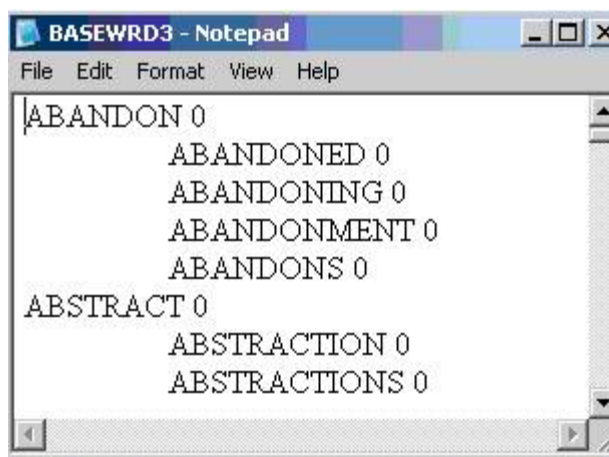 BASEWRD3 - Notepad
File Edit Format View Help
ABANDON 0
ABANDONED 0
ABANDONING 0
ABANDONMENT 0
ABANDONS 0
ABSTRACT 0
ABSTRACTION 0
ABSTRACTIONS 0